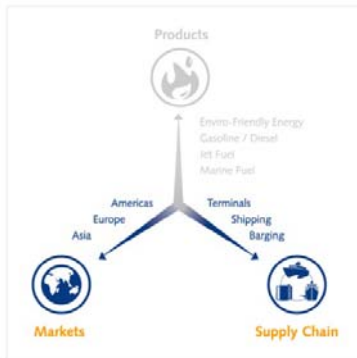 Products
Enviro-Friendly Energy
Gasoline / Diesel
Jet Fuel
Marine Fuel
Americas
Europe
Asia
Terminals
Shipping
Barging
Markets
Supply Chain